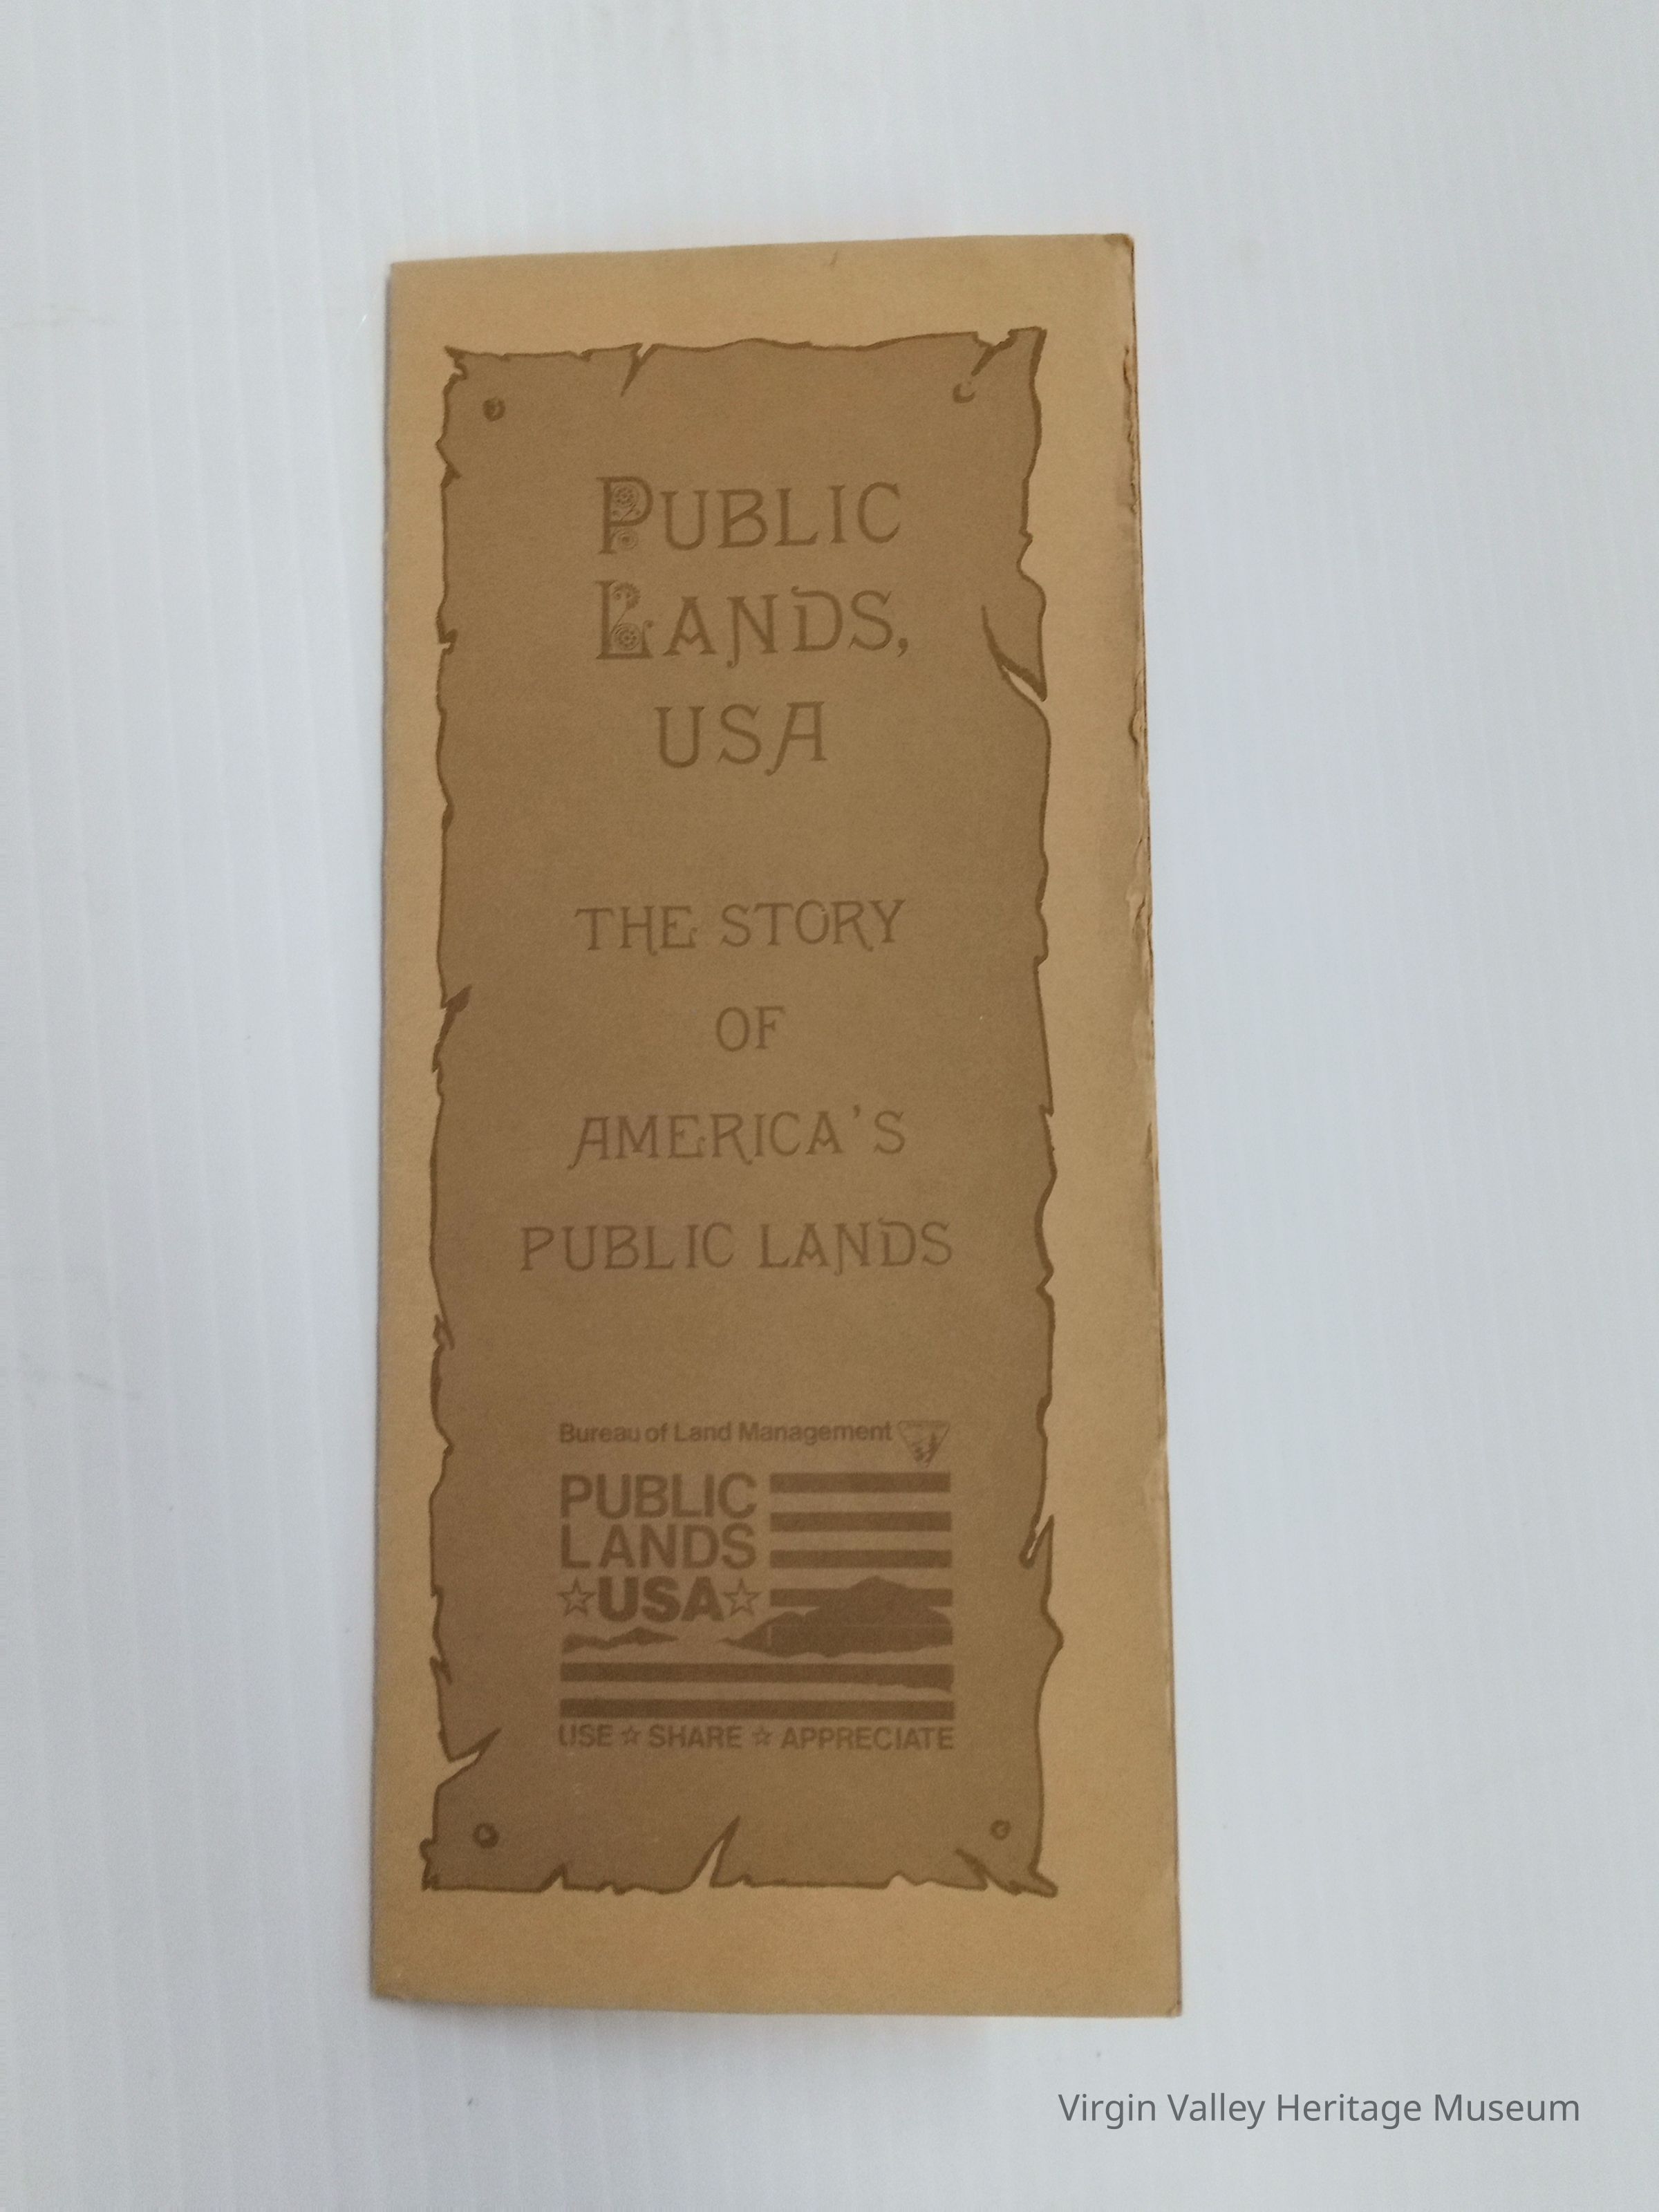 PUBLIC
LANDS,
USA
THE STORY
OF
AMERICA'S
PUBLIC LANDS
Bureau of Land Management
PUBLIC
LANDS
☆USA☆
USE ☆ SHARE ☆ APPRECIATE
Virgin Valley Heritage Museum